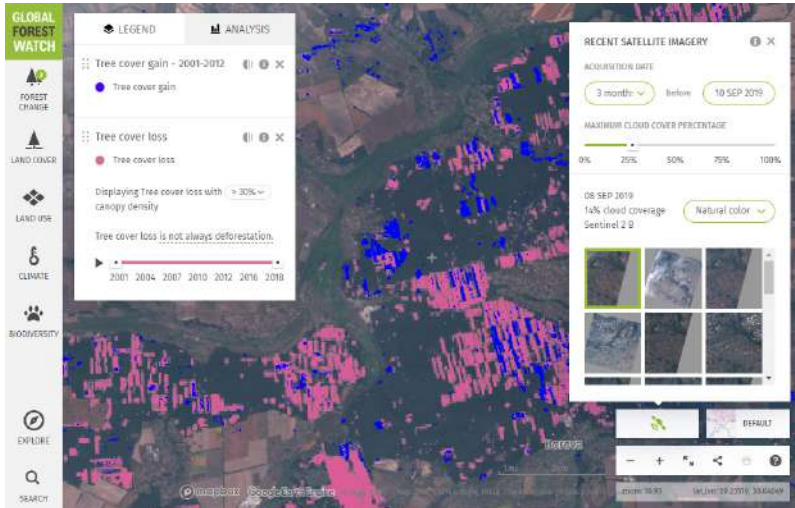 GLOBAL
FOREST
WATCH
FOREST
CHANGE
LAND COVER
LAND USE
CLIMATE
BIODIVERSITY
EXPLORE
SEARCH
LEGEND
ANALYSIS
Tree cover gain - 2001-2012
Tree cover gain
Tree cover loss
Tree cover loss
Displaying Tree cover loss with > 30%
canopy density
Tree cover loss is not always deforestation.
2001 2004 2007 2010 2012 2016 2018
RECENT SATELLITE IMAGERY
ACQUISITION DATE
3 month: before 10 SEP 2019
MAXIMUM CLOUD COVER PERCENTAGE
0% 25% 50% 75% 100%
08 SEP 2019
14% cloud coverage
Sentinel 2 B
Natural color
DEFAULT
Borova
mapbox Google Earth Engine